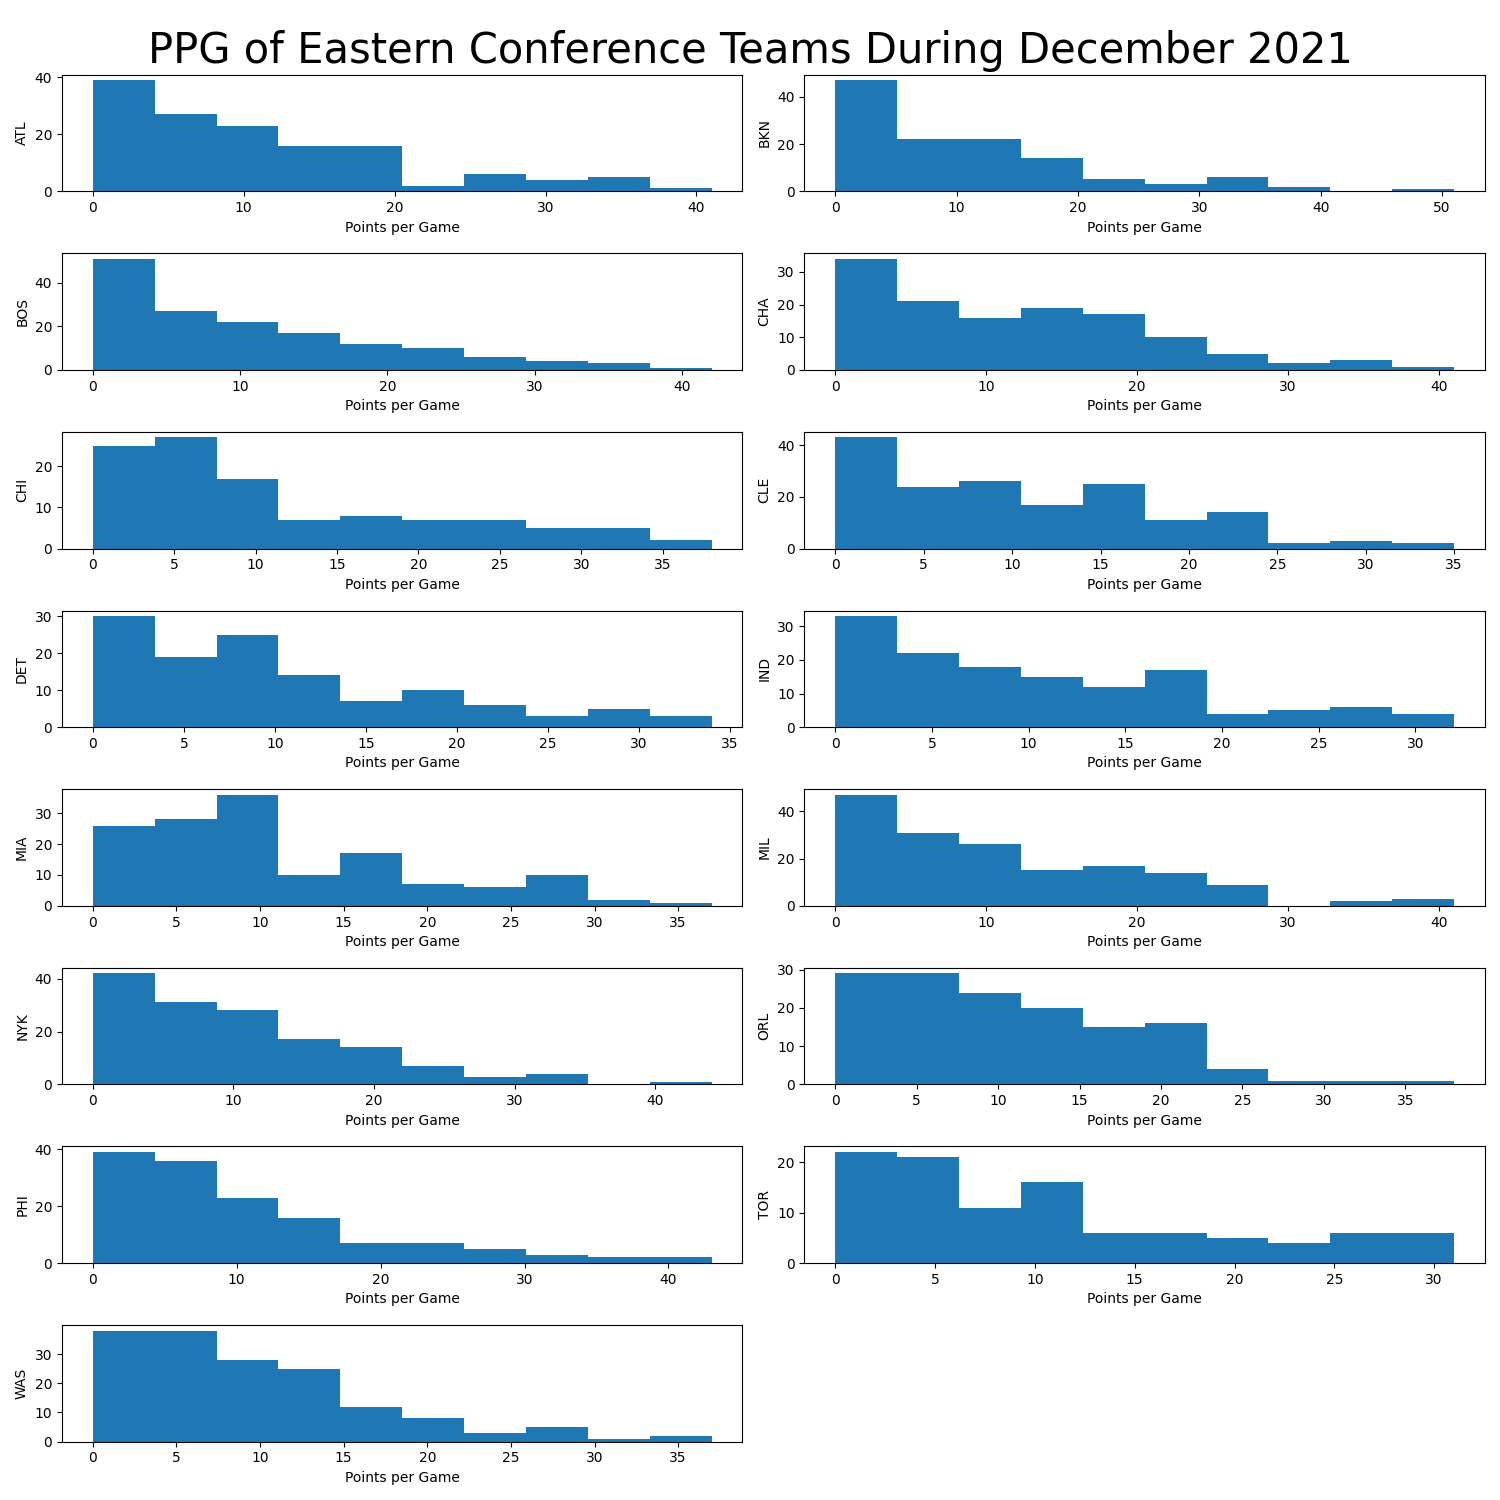 PPG of Eastern Conference Teams During December 2021
40
20
0
ATL
0 10 20 30 40
Points per Game
40
20
0
BKN
0 10 20 30 40 50
Points per Game
40
20
0
BOS
0 10 20 30 40
Points per Game
30
20
10
0
CHA
0 10 20 30 40
Points per Game
20
10
0
CHI
0 5 10 15 20 25 30 35
Points per Game
40
20
0
CLE
0 5 10 15 20 25 30 35
Points per Game
30
20
10
0
DET
0 5 10 15 20 25 30 35
Points per Game
30
20
10
0
IND
0 5 10 15 20 25 30
Points per Game
30
20
10
0
MIA
0 5 10 15 20 25 30 35
Points per Game
40
20
0
MIL
0 10 20 30 40
Points per Game
40
20
0
NYK
0 10 20 30 40
Points per Game
30
20
10
0
ORL
0 5 10 15 20 25 30 35
Points per Game
40
20
0
PHI
0 10 20 30 40
Points per Game
20
10
0
TOR
0 5 10 15 20 25 30
Points per Game
30
20
10
0
WAS
0 5 10 15 20 25 30 35
Points per Game